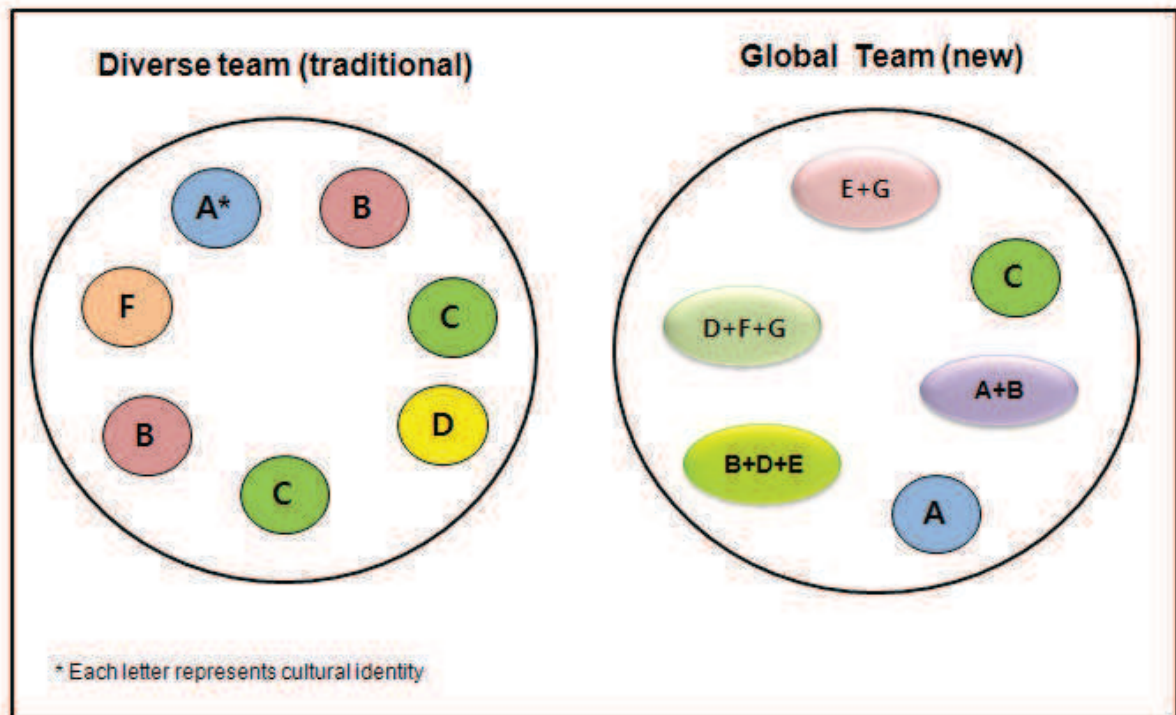 Diverse team (traditional)
A*
B
F
C
B
D
C
Global Team (new)
E+G
C
D+F+G
A+B
B+D+E
A
* Each letter represents cultural identity